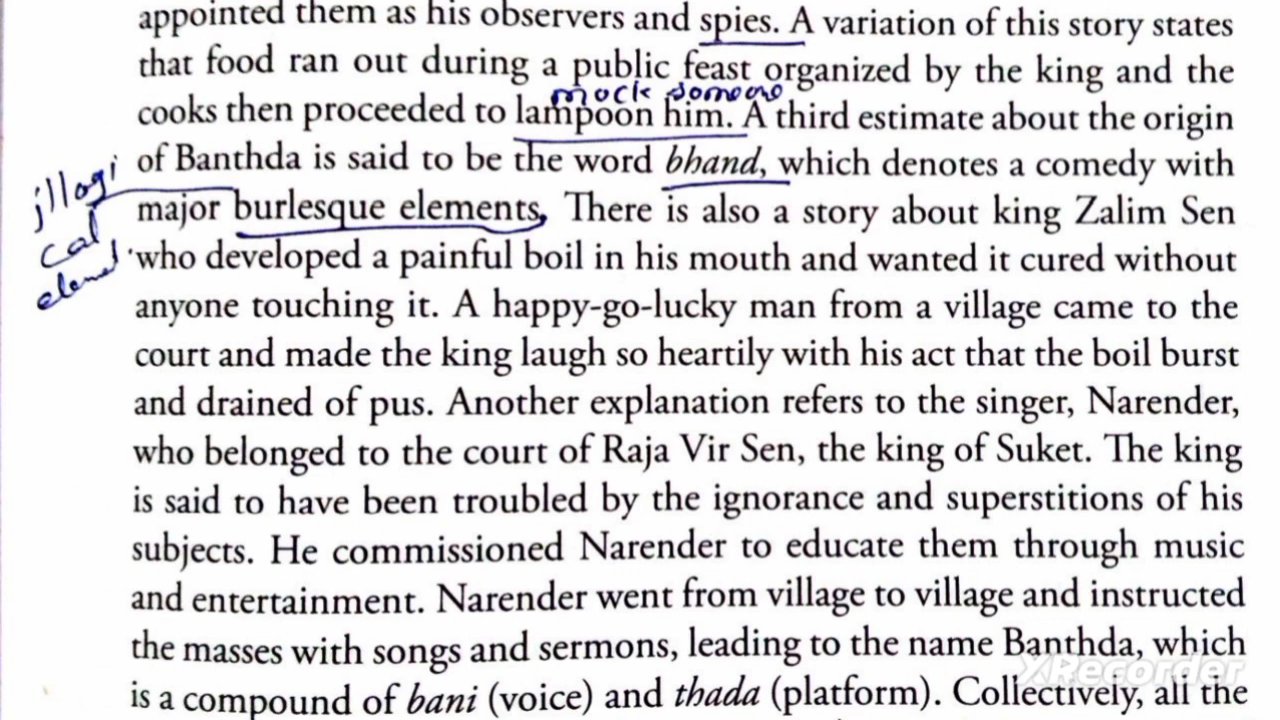 appointed them as his observers and spies. A variation of this story states
that food ran out during a public feast organized by the king and the
mock someone
cooks then proceeded to lampoon him. A third estimate about the origin
of Banthda is said to be the word bhand, which denotes a comedy with
illogi
cal
major burlesque elements. There is also a story about king Zalim Sen
who developed a painful boil in his mouth and wanted it cured without
anyone touching it. A happy-go-lucky man from a village came to the
court and made the king laugh so heartily with his act that the boil burst
and drained of pus. Another explanation refers to the singer, Narender,
who belonged to the court of Raja Vir Sen, the king of Suket. The king
is said to have been troubled by the ignorance and superstitions of his
subjects. He commissioned Narender to educate them through music
and entertainment. Narender went from village to village and instructed
the masses with songs and sermons, leading to the name Banthda, which
XRecorder
is a compound of bani (voice) and thada (platform). Collectively, all the